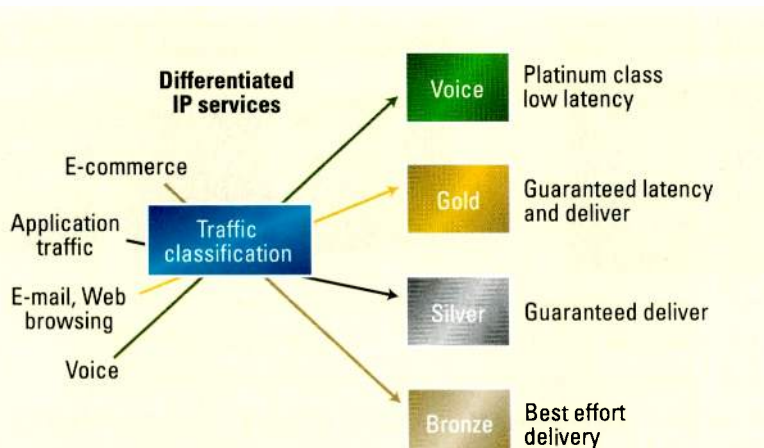 Differentiated
IP services
E-commerce
Application
traffic
E-mail, Web
browsing
Voice
Traffic
classification
Voice
Platinum class
low latency
Gold
Guaranteed latency
and deliver
Silver
Guaranteed deliver
Bronze
Best effort
delivery